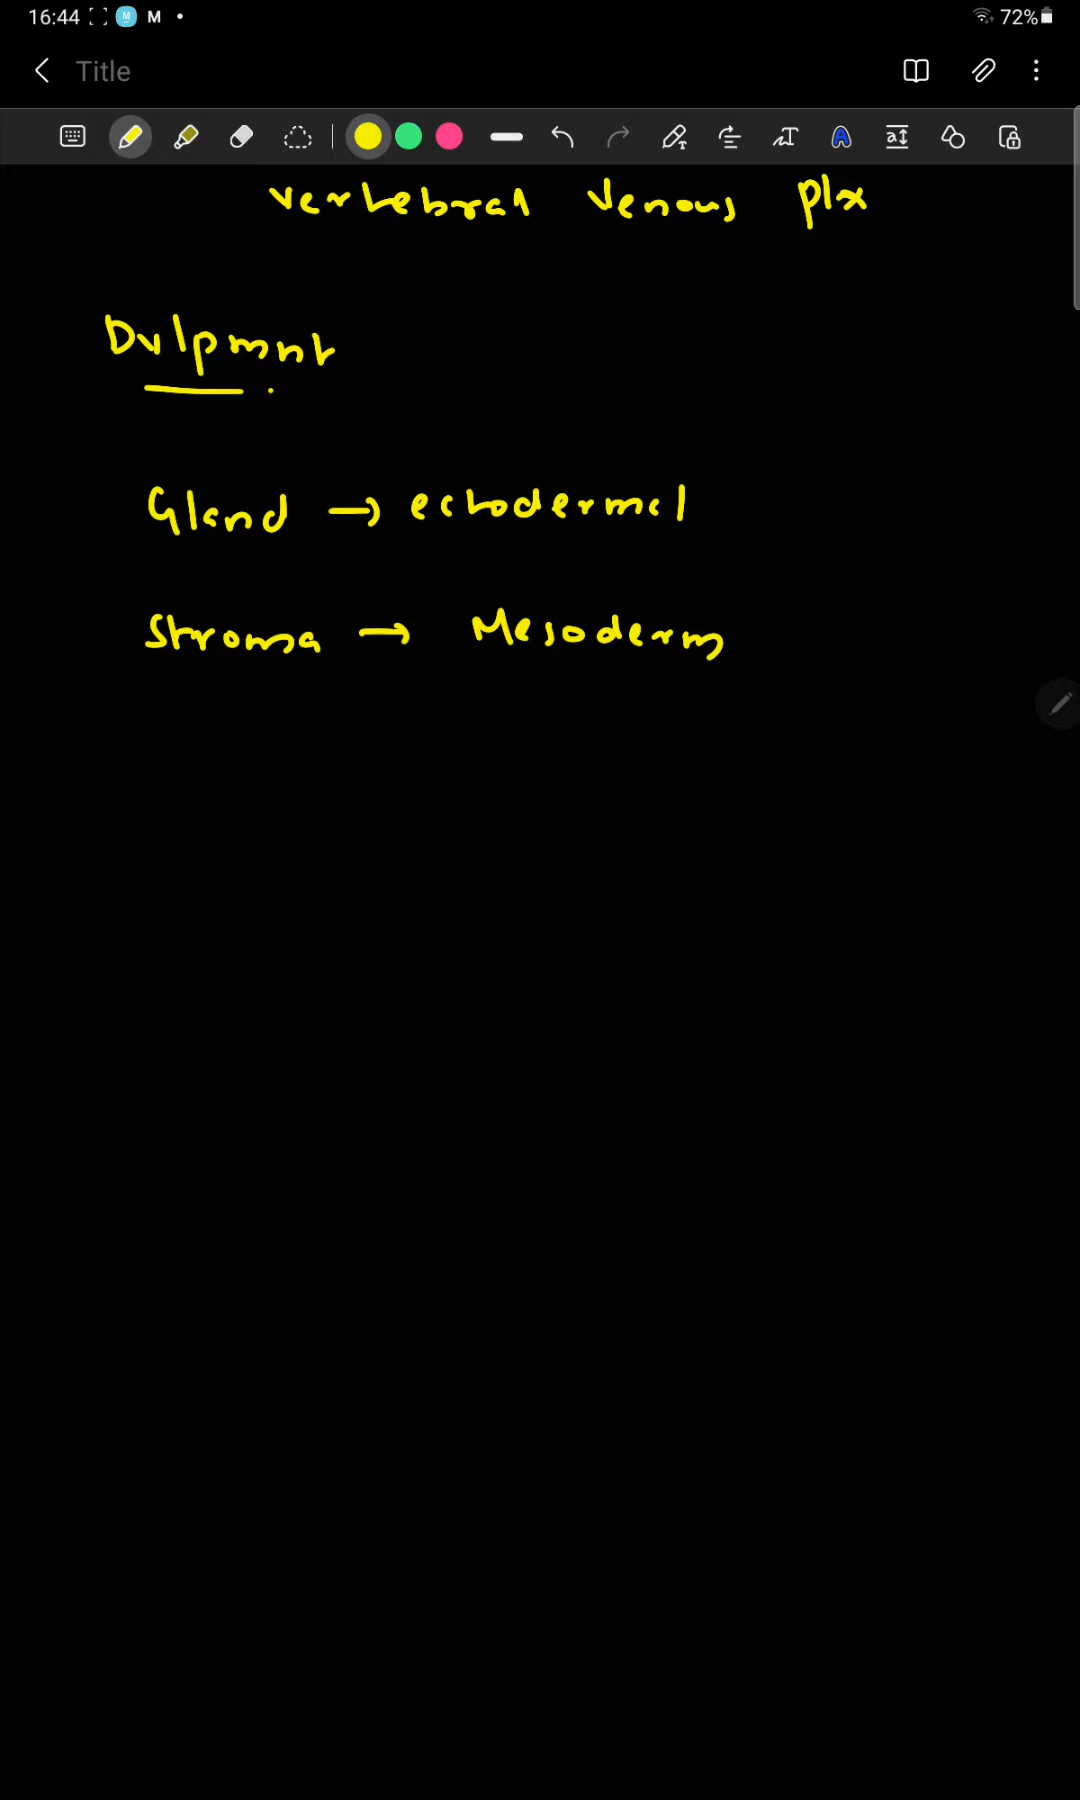 16:44 M 72%
Title
vertebral venous plx
Dvlpmnt
Gland → ectodermal
Stroma → Mesoderm